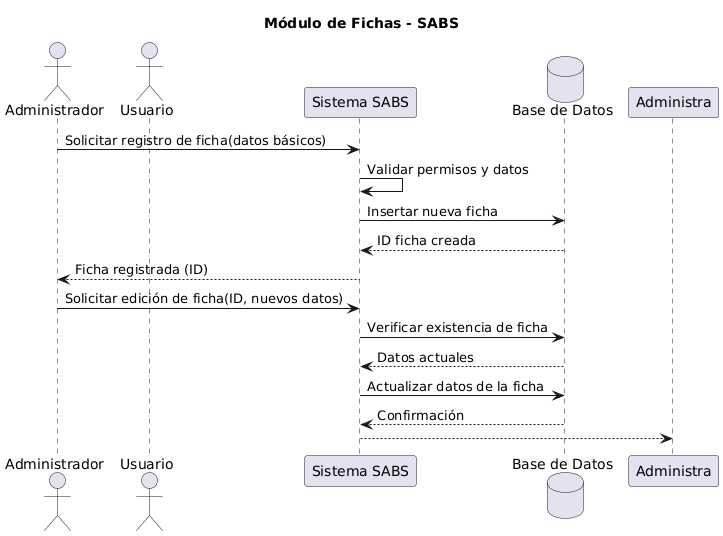 Módulo de Fichas - SABS
Administrador
Usuario
Sistema SABS
Base de Datos
Administra
Solicitar registro de ficha(datos básicos)
Validar permisos y datos
Insertar nueva ficha
ID ficha creada
Ficha registrada (ID)
Solicitar edición de ficha(ID, nuevos datos)
Verificar existencia de ficha
Datos actuales
Actualizar datos de la ficha
Confirmación
Administrador
Usuario
Sistema SABS
Base de Datos
Administra